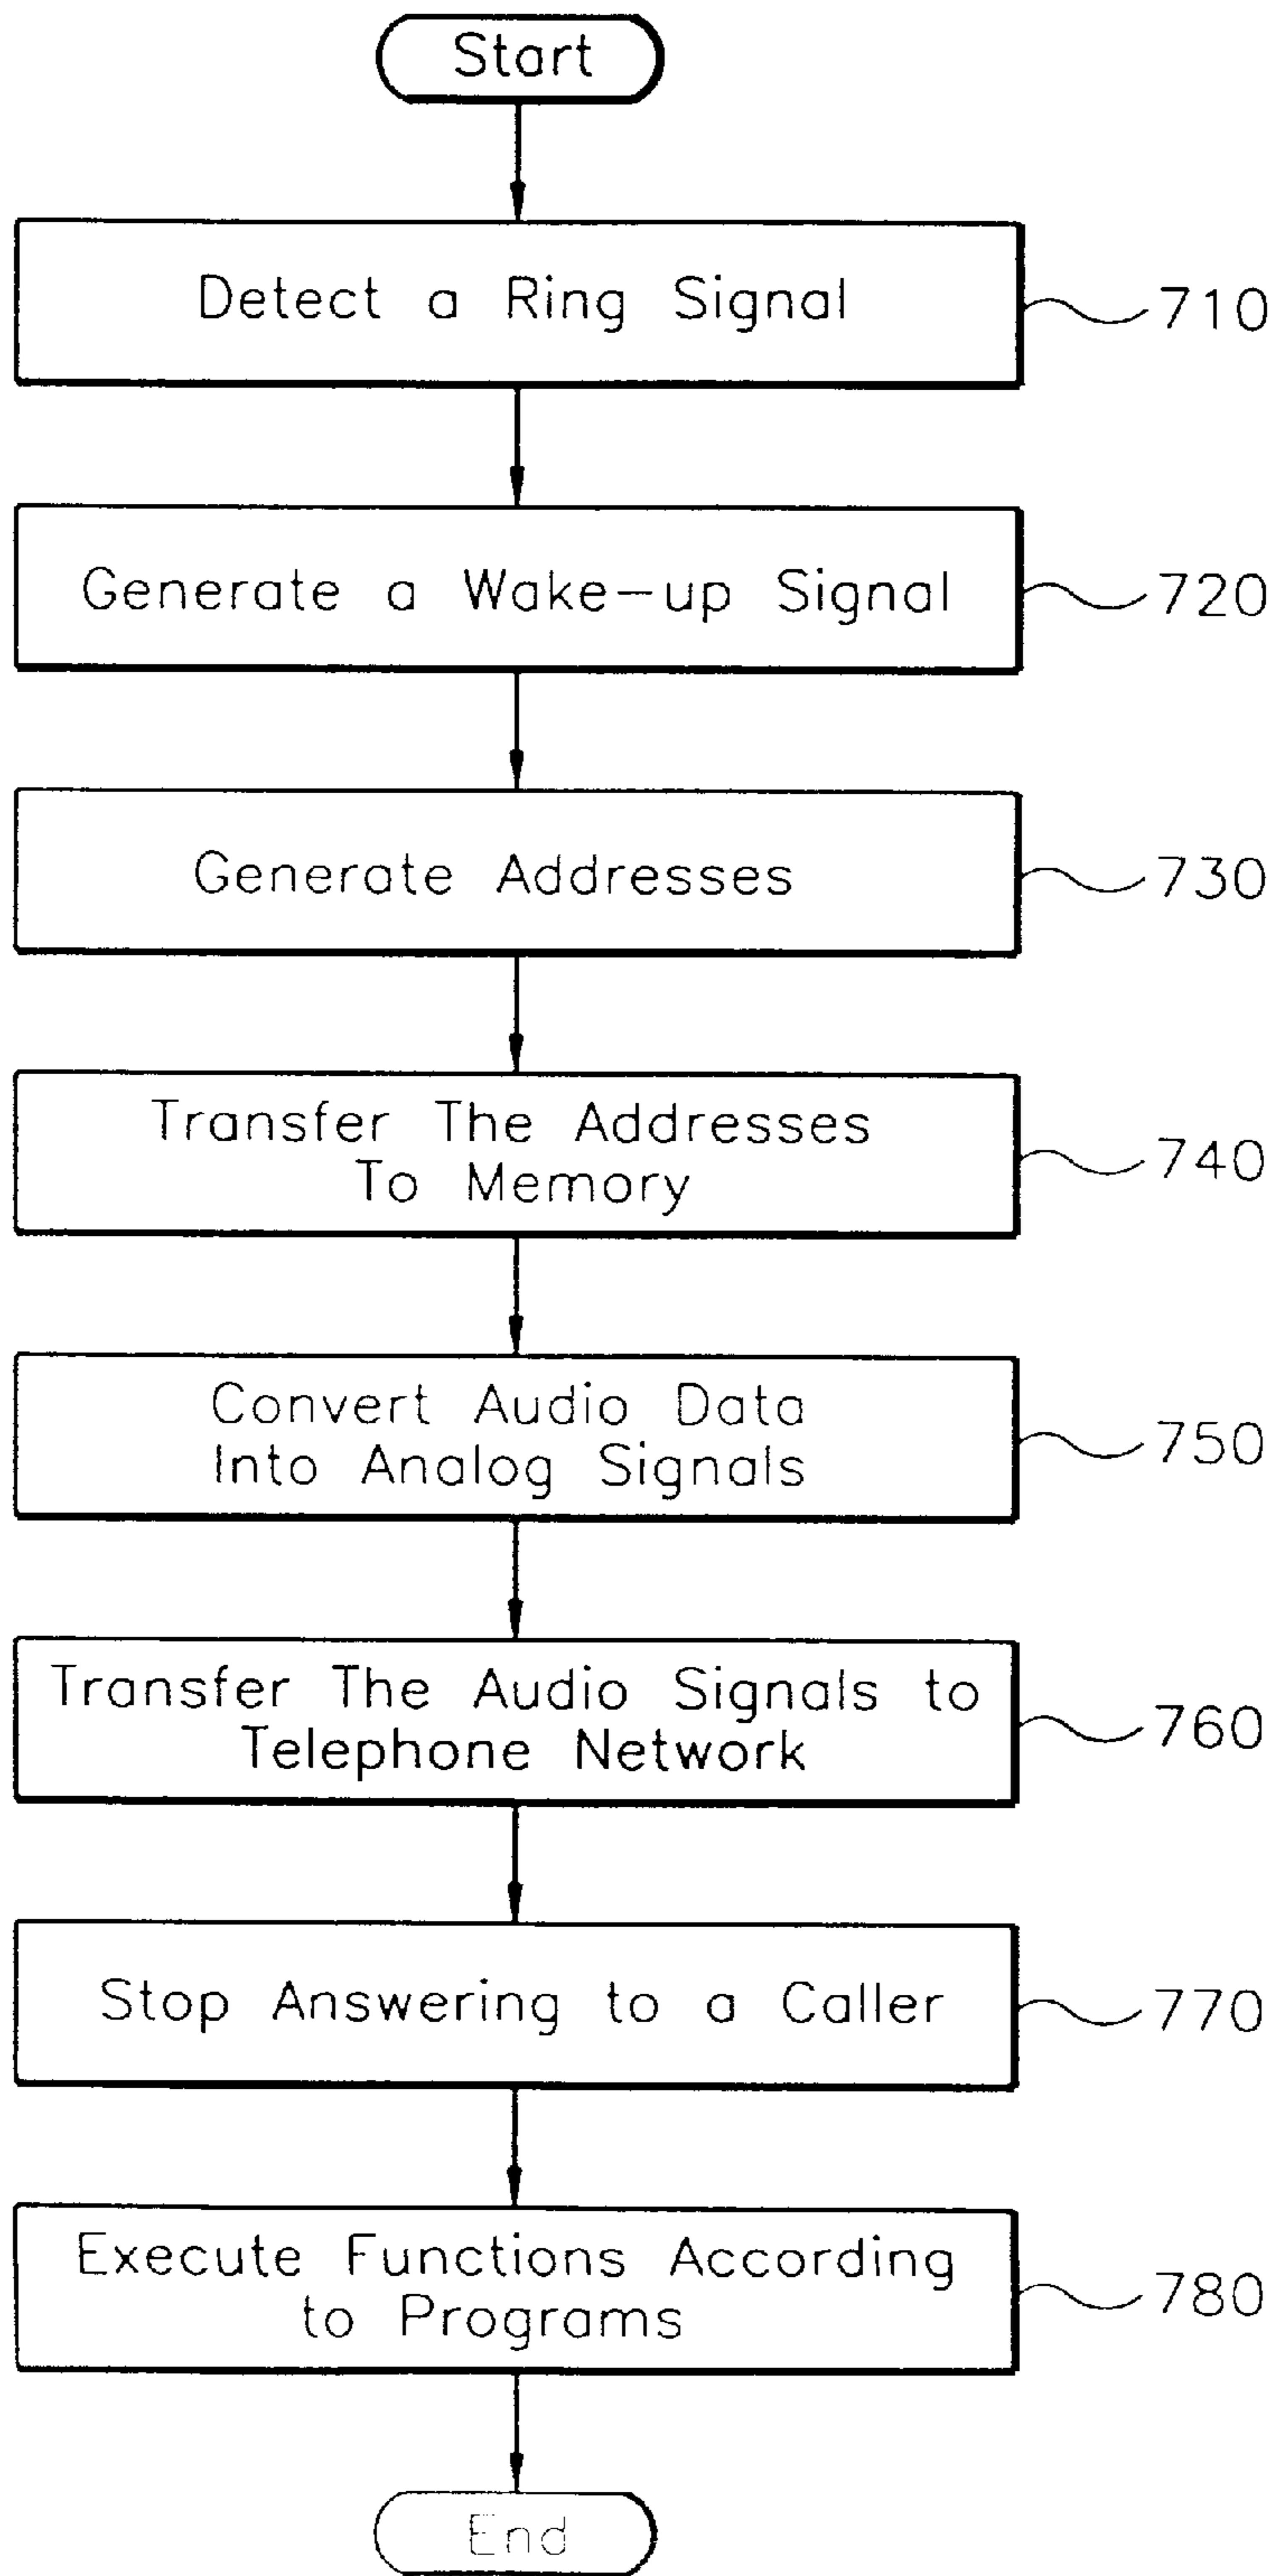 Start
Detect a Ring Signal
710
Generate a Wake-up Signal
720
Generate Addresses
730
Transfer The Addresses
To Memory
740
Convert Audio Data
Into Analog Signals
750
Transfer The Audio Signals to
Telephone Network
760
Stop Answering to a Caller
770
Execute Functions According
to Programs
780
End